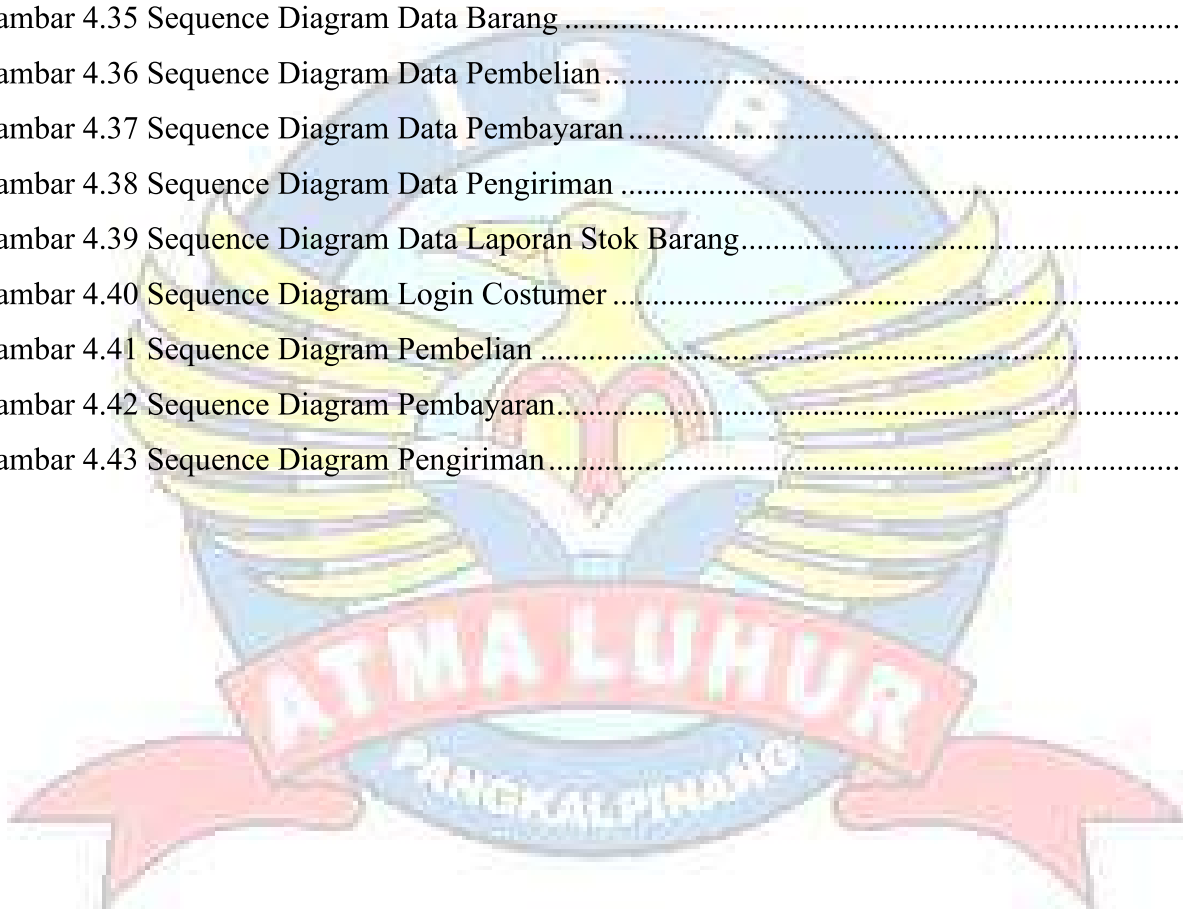 ambar 4.35 Sequence Diagram Data Barang ....................................................................
ambar 4.36 Sequence Diagram Data Pembelian ....................................................................
ambar 4.37 Sequence Diagram Data Pembayaran ....................................................................
ambar 4.38 Sequence Diagram Data Pengiriman ....................................................................
ambar 4.39 Sequence Diagram Data Laporan Stok Barang ....................................................................
ambar 4.40 Sequence Diagram Login Costumer ....................................................................
ambar 4.41 Sequence Diagram Pembelian ....................................................................
ambar 4.42 Sequence Diagram Pembayaran ....................................................................
ambar 4.43 Sequence Diagram Pengiriman ....................................................................
I S B
ATMA LUHUR
PANGKALPINANG